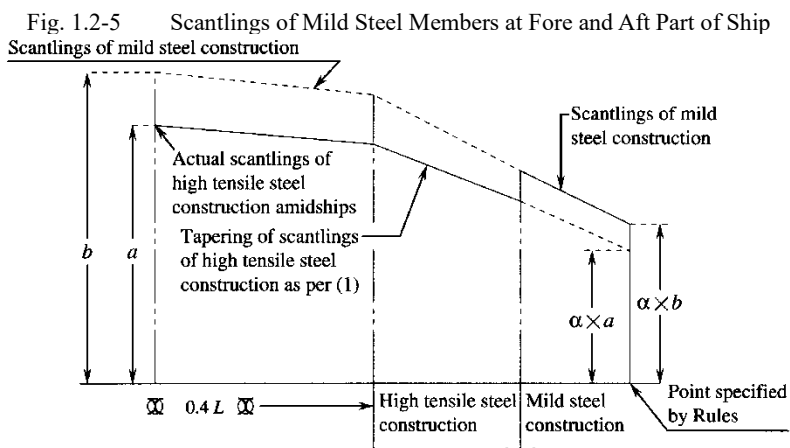 Fig. 1.2-5 Scantlings of Mild Steel Members at Fore and Aft Part of Ship
Scantlings of mild steel construction
Scantlings of mild
steel construction
Actual scantlings of
high tensile steel
construction amidships
Tapering of scantlings
of high tensile steel
construction as per (1)
b
a
α×a
α×b
0.4 L
High tensile steel
construction
Mild steel
construction
Point specified
by Rules